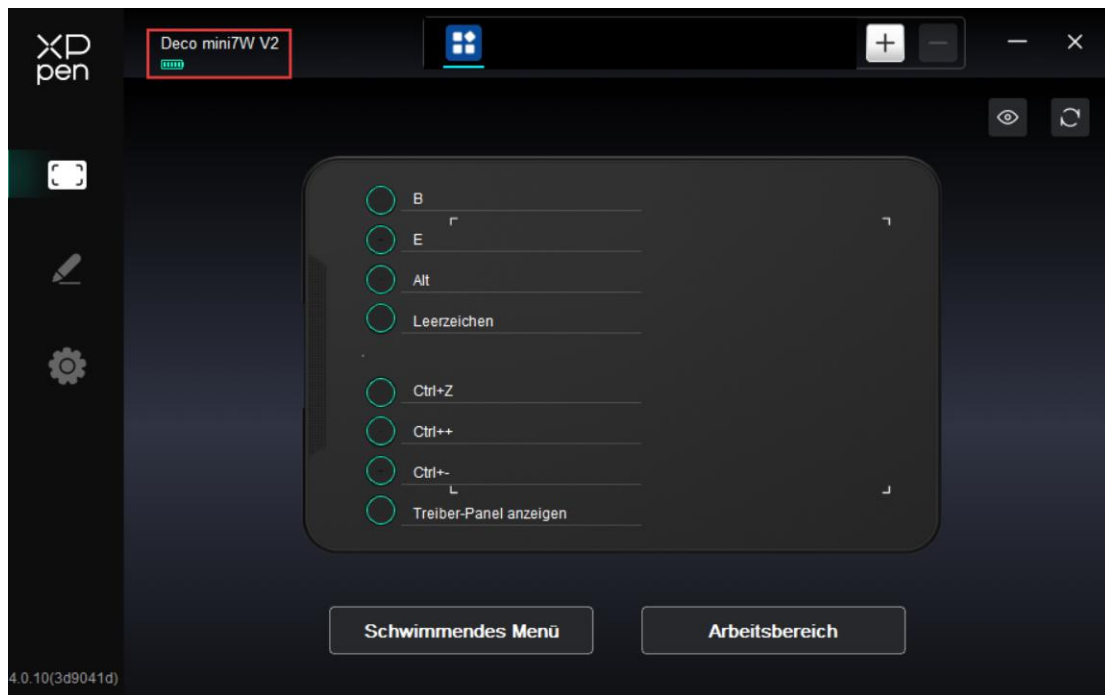 XP
pen
Deco mini7W V2
B
E
Alt
Leerzeichen
Ctrl+Z
Ctrl++
Ctrl+-
Treiber-Panel anzeigen
Schwimmendes Menü
Arbeitsbereich
4.0.10(3d9041d)